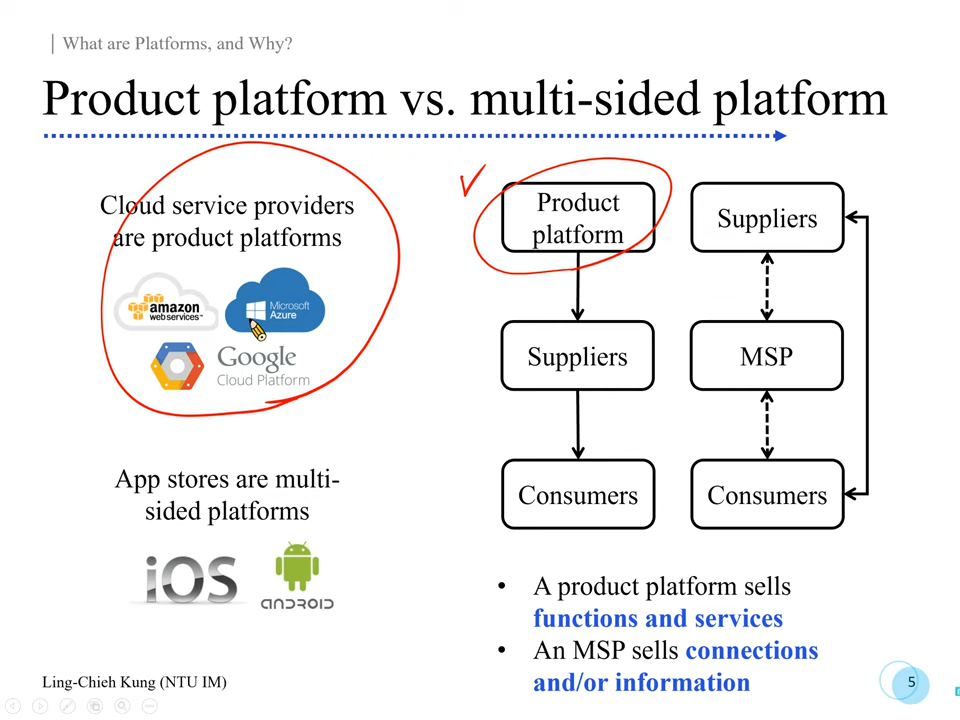 What are Platforms, and Why?
Product platform vs. multi-sided platform
Cloud service providers
are product platforms
amazon
webservices™
Microsoft
Azure
Google
Cloud Platform
App stores are multi-
sided platforms
iOS
ANDROID
Product
platform
Suppliers
Consumers
Suppliers
MSP
Consumers
• A product platform sells
functions and services
• An MSP sells connections
and/or information
Ling-Chieh Kung (NTU IM)
5